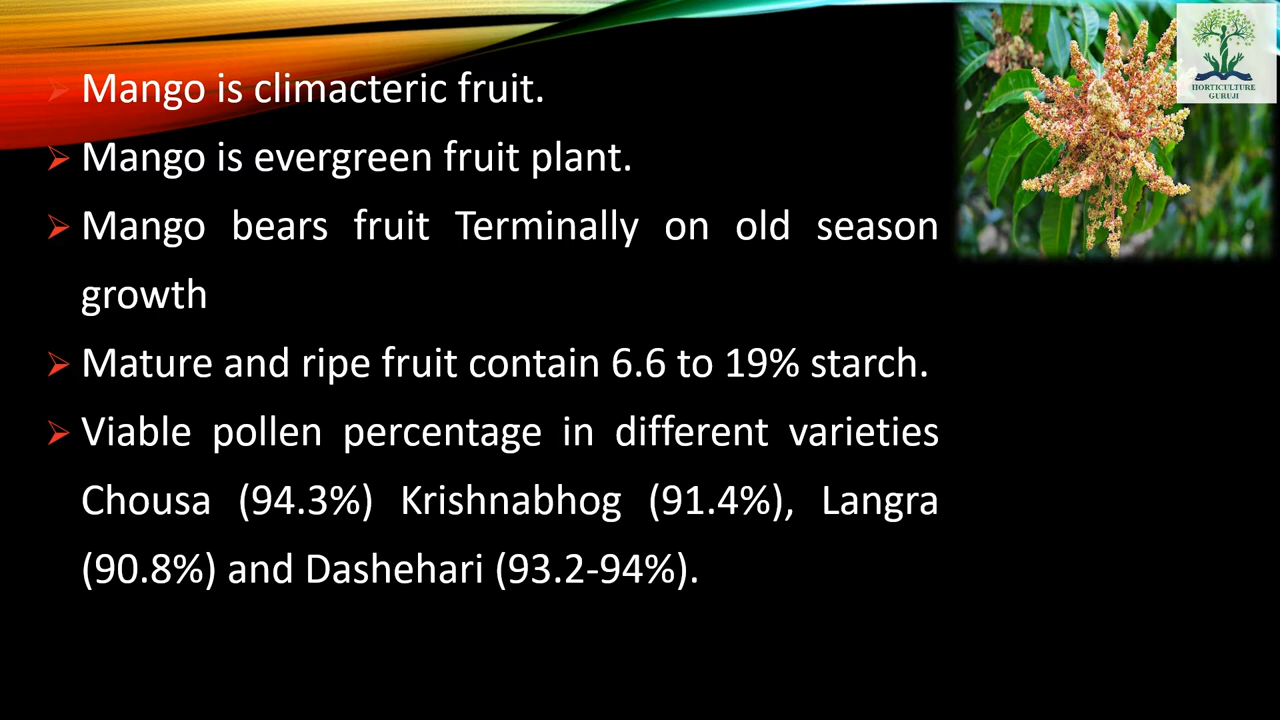 Mango is climacteric fruit.
Mango is evergreen fruit plant.
Mango bears fruit Terminally on old season
growth
Mature and ripe fruit contain 6.6 to 19% starch.
Viable pollen percentage in different varieties
Chousa (94.3%) Krishnabhog (91.4%), Langra
(90.8%) and Dashehari (93.2-94%).
HORTICULTURE
GURUJI